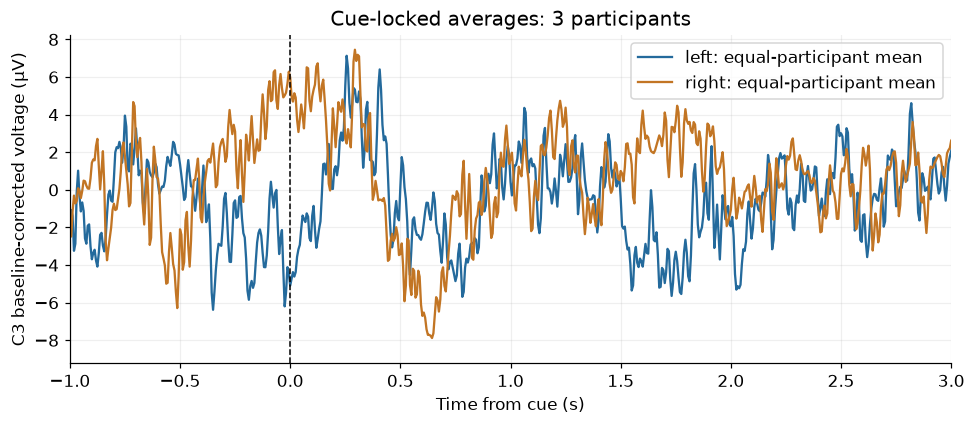 Cue-locked averages: 3 participants
C3 baseline-corrected voltage (µV)
8
6
4
2
0
−2
−4
−6
−8
left: equal-participant mean
right: equal-participant mean
−1.0 −0.5 0.0 0.5 1.0 1.5 2.0 2.5 3.0
Time from cue (s)